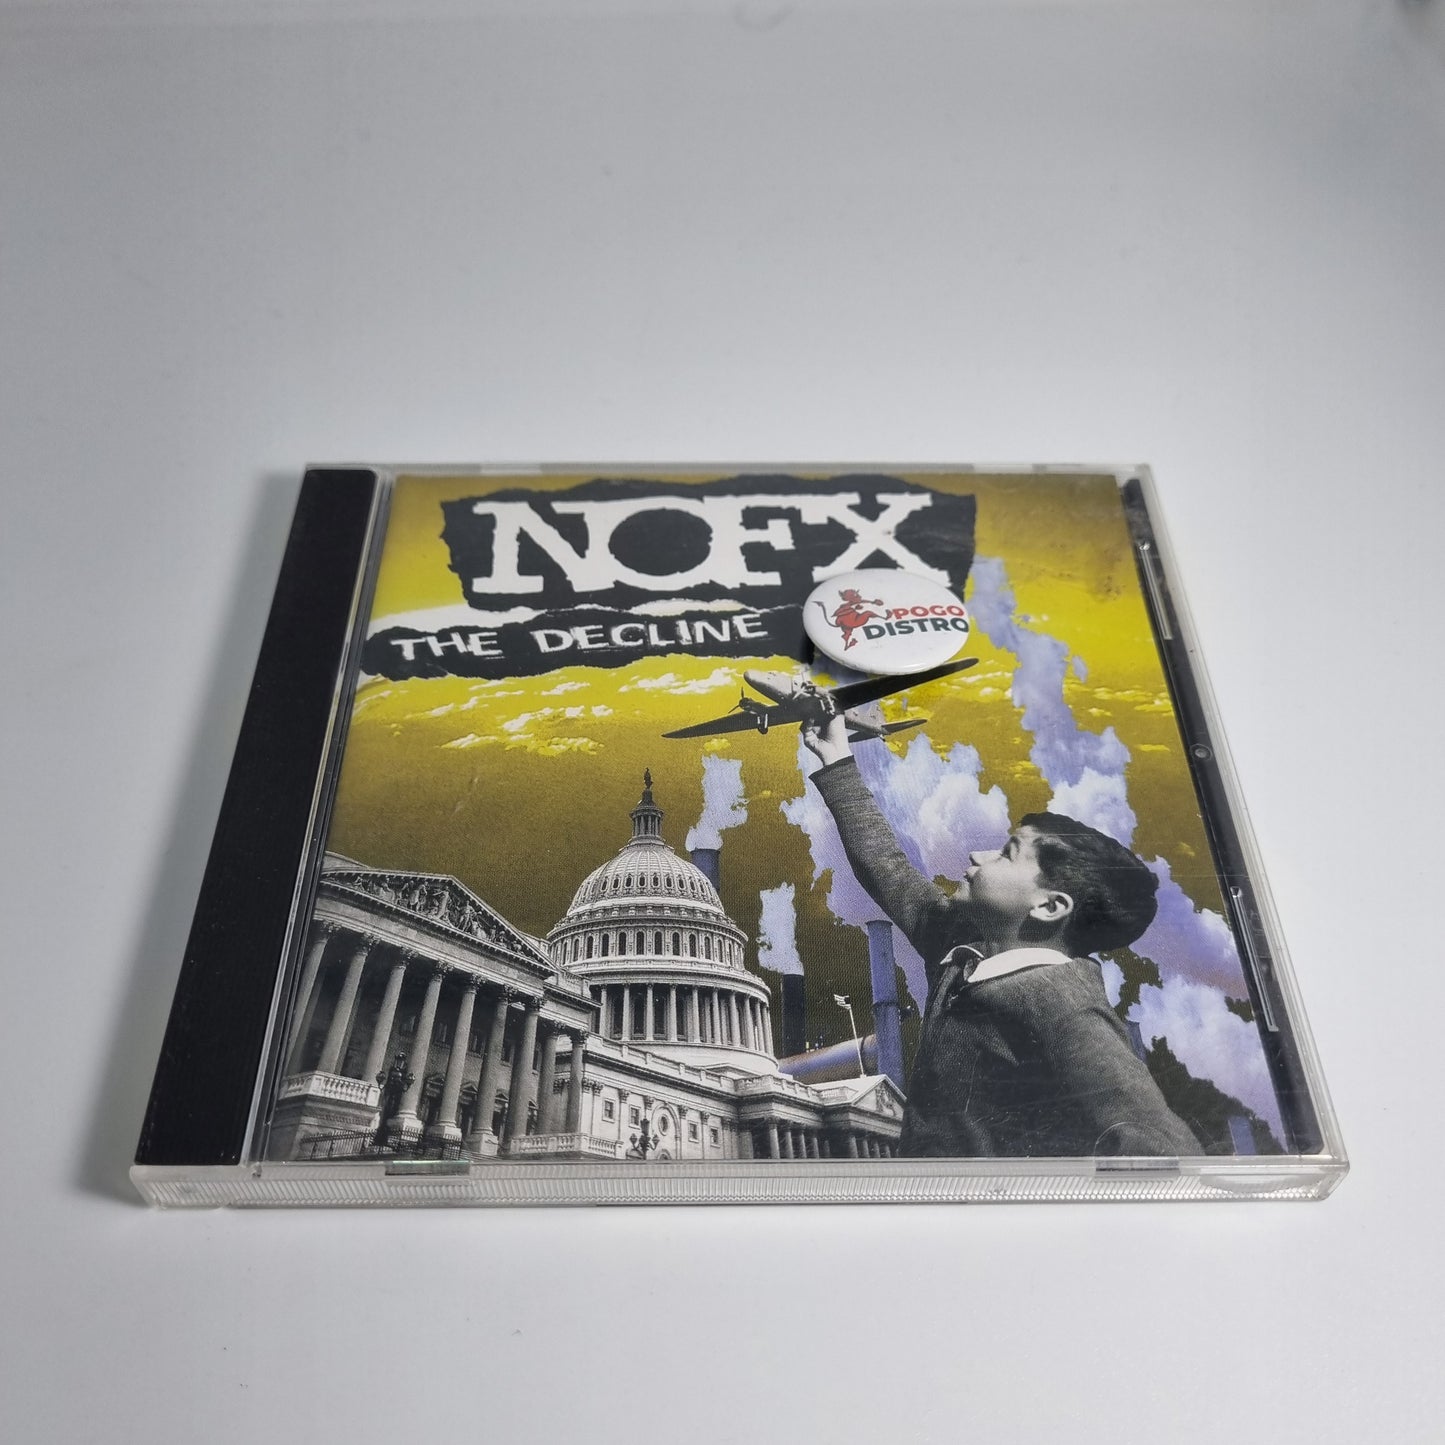 NOFX
THE DECLINE
POGO
DISTRO